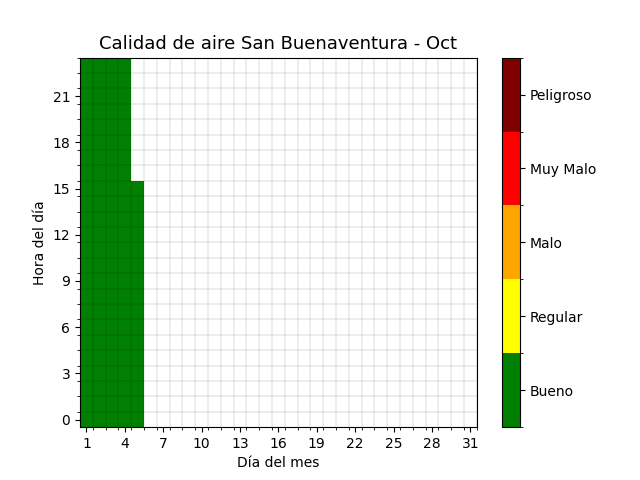 Calidad de aire San Buenaventura - Oct
Hora del día
21
18
15
12
9
6
3
0
1 4 7 10 13 16 19 22 25 28 31
Día del mes
Peligroso
Muy Malo
Malo
Regular
Bueno